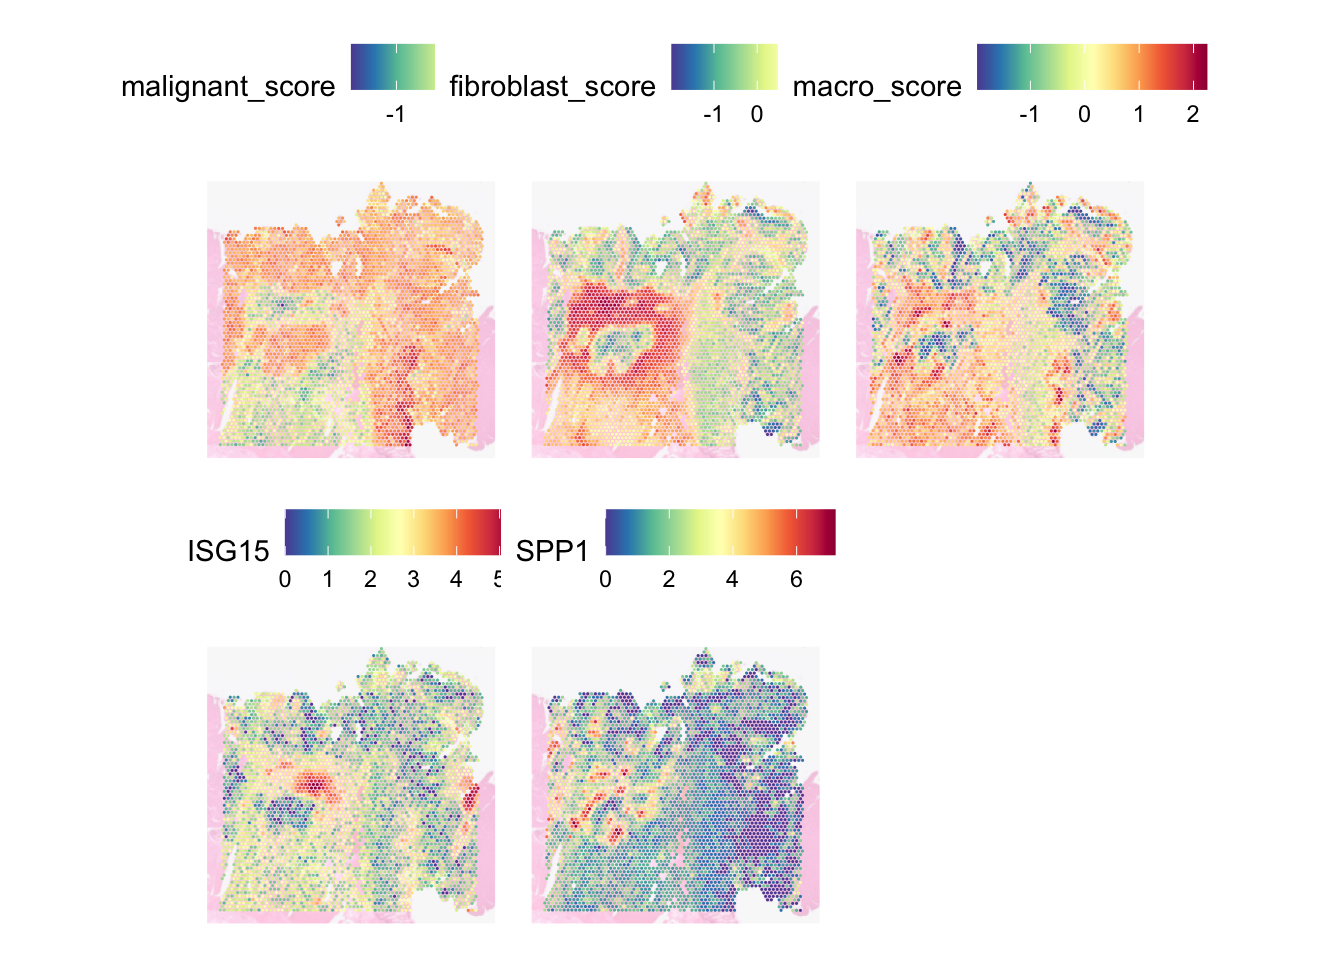 malignant_score
-1
fibroblast_score
-1 0
macro_score
-1 0 1 2
ISG15
0 1 2 3 4
SPP1
0 2 4 6